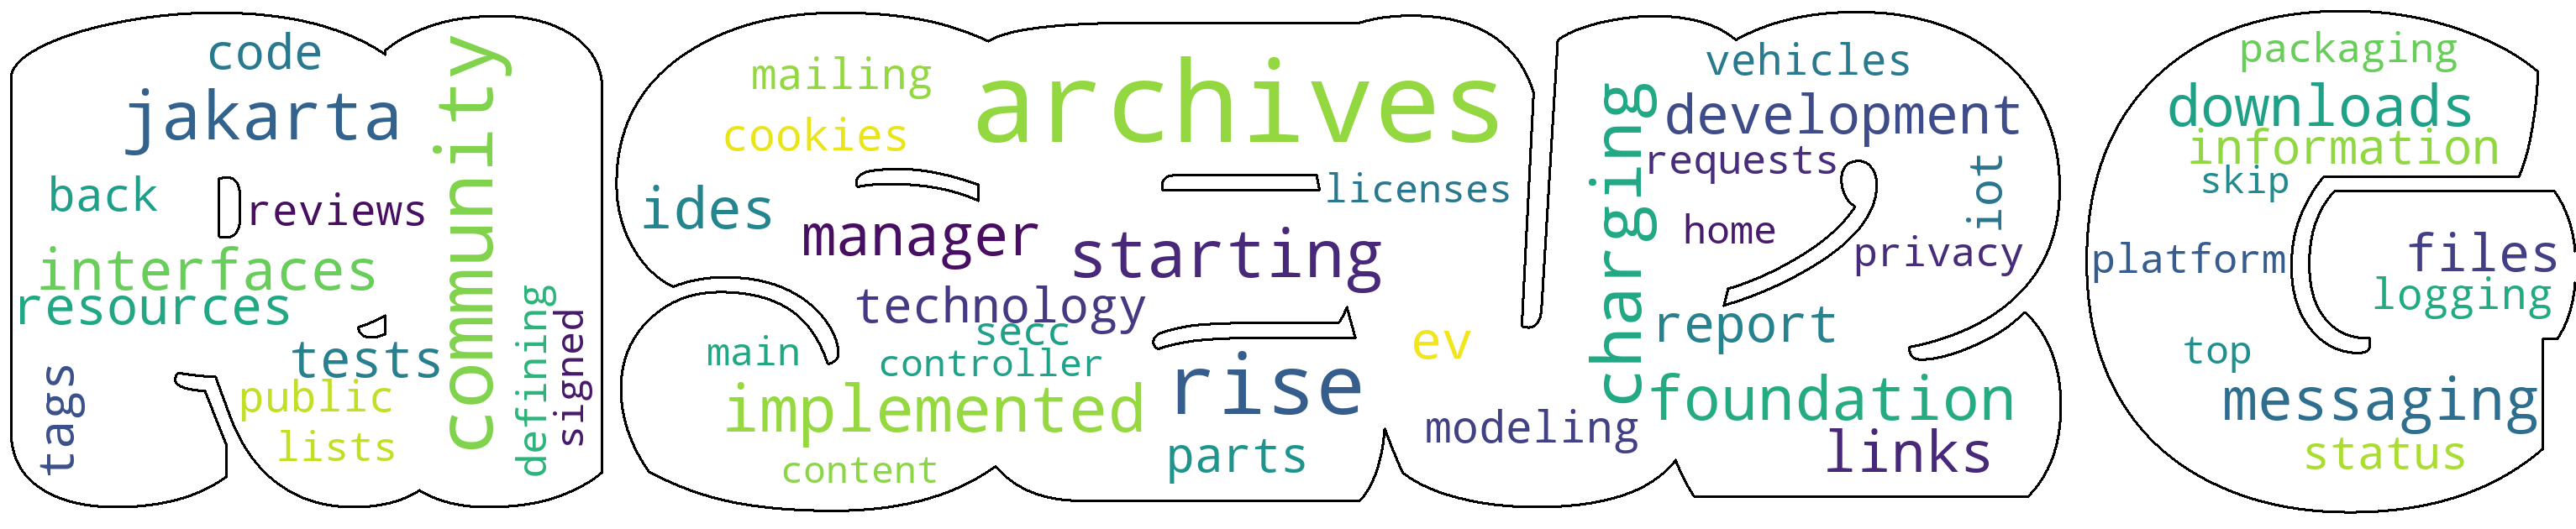 code
jakarta
community
back
reviews
interfaces
resources
tests
tags
public
lists
defining
signed
mailing
archives
cookies
ides
licenses
manager
starting
technology
secc
main
controller
implemented
rise
ev
parts
modeling
content
charging
vehicles
development
requests
iot
home
privacy
report
foundation
links
packaging
downloads
information
skip
platform
files
logging
top
messaging
status